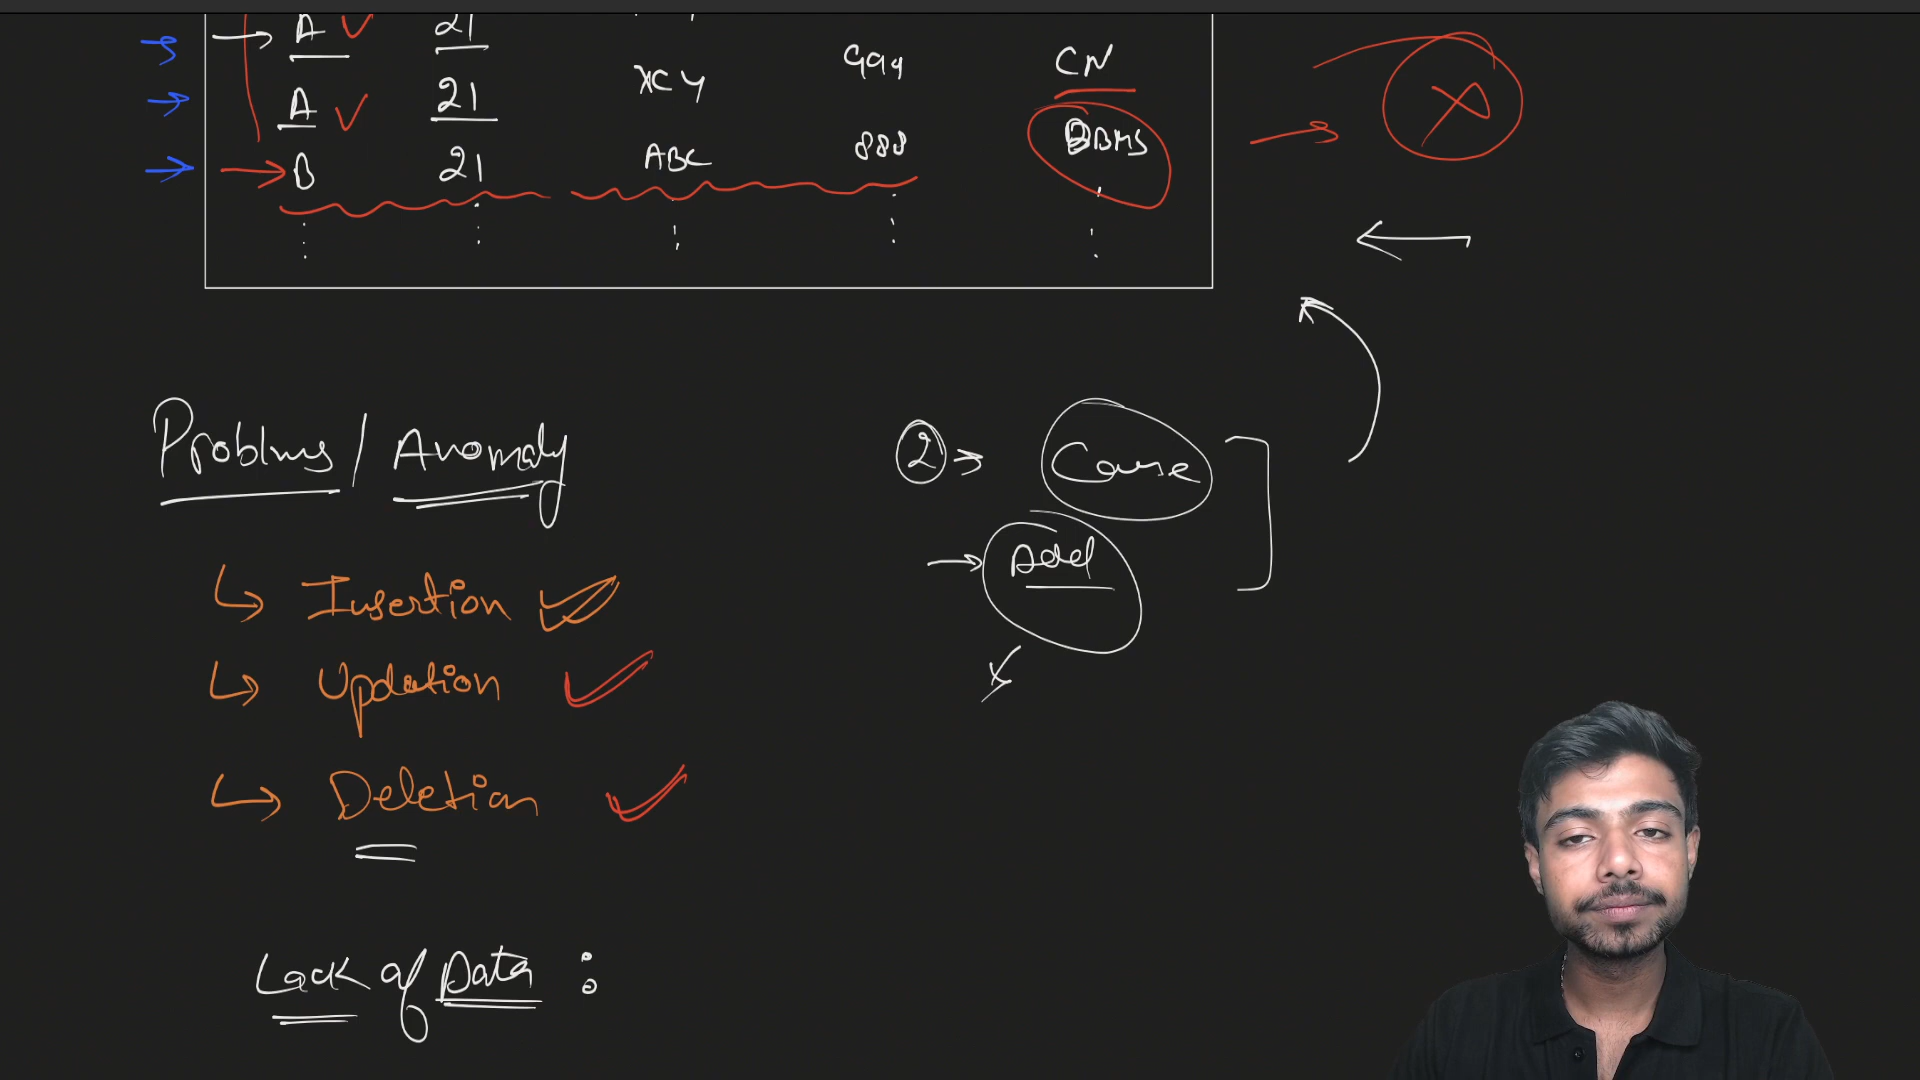 A 21
XCY 999 CN
A 21
ABC 888 DBMS
B 21
Problems / Anomaly
2 → Course
Add
↳ Insertion
↳ Updation
↳ Deletion
Lack of Data :